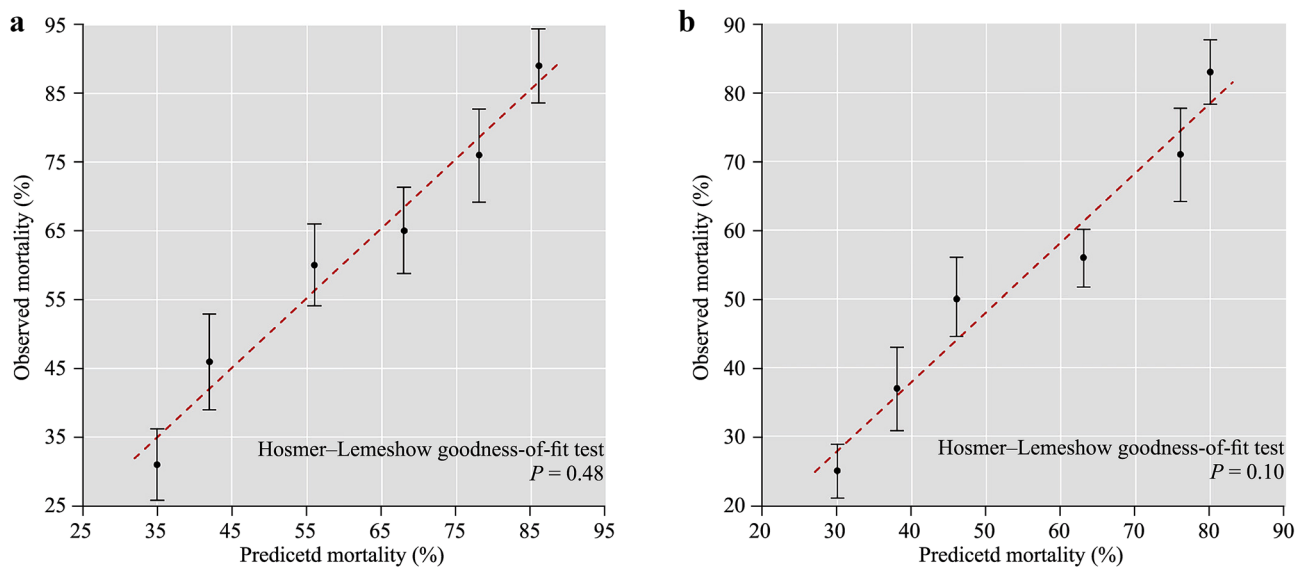 a
95
85
75
65
55
45
35
25
Observed mortality (%)
Hosmer–Lemeshow goodness-of-fit test
P = 0.48
25 35 45 55 65 75 85 95
Predicetd mortality (%)
b
90
80
70
60
50
40
30
20
Observed mortality (%)
Hosmer–Lemeshow goodness-of-fit test
P = 0.10
20 30 40 50 60 70 80 90
Predicetd mortality (%)